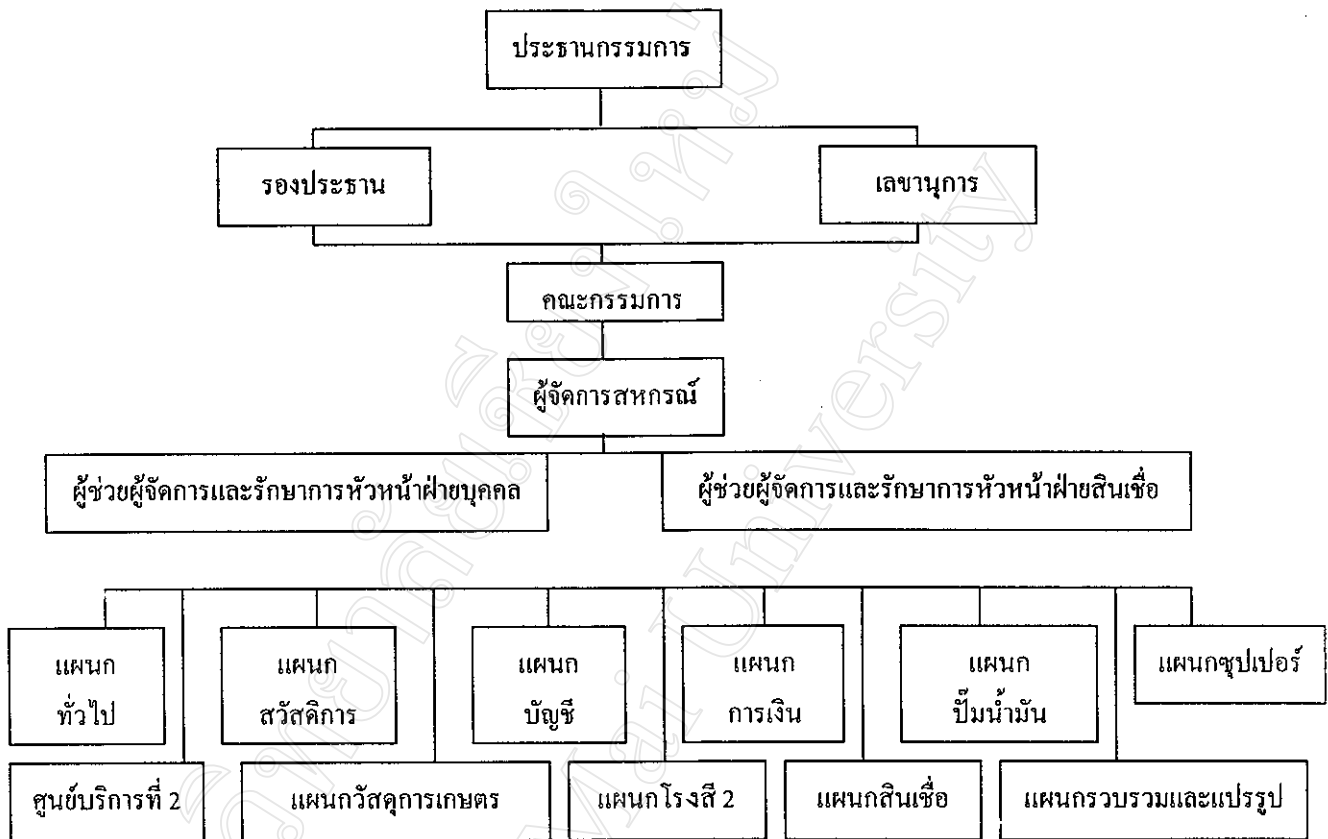 ประธานกรรมการ
รองประธาน
เลขานุการ
คณะกรรมการ
ผู้จัดการสหกรณ์
ผู้ช่วยผู้จัดการและรักษาการหัวหน้าฝ่ายบุคคล
ผู้ช่วยผู้จัดการและรักษาการหัวหน้าฝ่ายสินเชื่อ
แผนก
ทั่วไป
แผนก
สวัสดิการ
แผนก
บัญชี
แผนก
การเงิน
แผนก
ปั๊มน้ำมัน
แผนกซุปเปอร์
ศูนย์บริการที่ 2
แผนกวัสดุการเกษตร
แผนกโรงสี 2
แผนกสินเชื่อ
แผนกรวบรวมและแปรรูป
Mai University